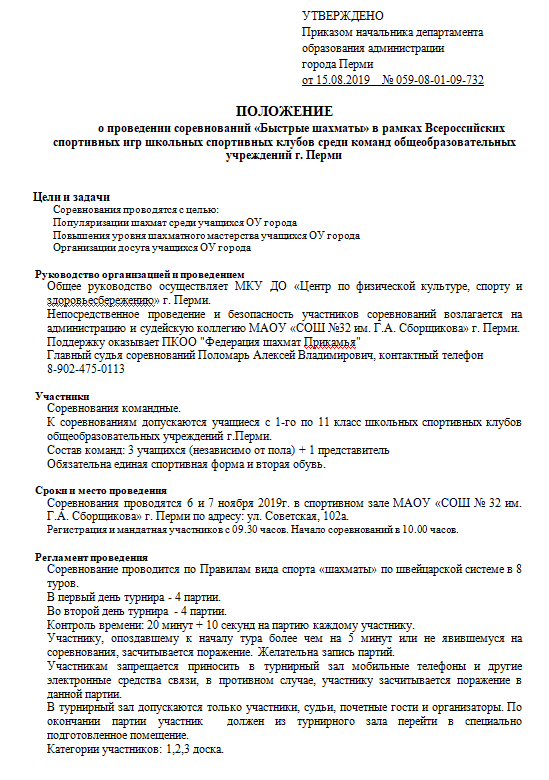 УТВЕРЖДЕНО
Приказом начальника департамента
образования администрации
города Перми
от 15.08.2019 № 059-08-01-09-732
ПОЛОЖЕНИЕ
о проведении соревнований «Быстрые шахматы» в рамках Всероссийских
спортивных игр школьных спортивных клубов среди команд общеобразовательных
учреждений г. Перми
Цели и задачи
Соревнования проводятся с целью:
Популяризации шахмат среди учащихся ОУ города
Повышения уровня шахматного мастерства учащихся ОУ города
Организации досуга учащихся ОУ города
Руководство организацией и проведением
Общее руководство осуществляет МКУ ДО «Центр по физической культуре, спорту и
здоровьесбережению» г. Перми.
Непосредственное проведение и безопасность участников соревнований возлагается на
администрацию и судейскую коллегию МАОУ «СОШ №32 им. Г.А. Сборщикова» г. Перми.
Поддержку оказывает ПКОО "Федерация шахмат Прикамья"
Главный судья соревнований Поломарь Алексей Владимирович, контактный телефон
8-902-475-0113
Участники
Соревнования командные.
К соревнованиям допускаются учащиеся с 1-го по 11 класс школьных спортивных клубов
общеобразовательных учреждений г.Перми.
Состав команд: 3 учащихся (независимо от пола) + 1 представитель
Обязательна единая спортивная форма и вторая обувь.
Сроки и место проведения
Соревнования проводятся 6 и 7 ноября 2019г. в спортивном зале МАОУ «СОШ № 32 им.
Г.А. Сборщикова» г. Перми по адресу: ул. Советская, 102а.
Регистрация и мандатная участников с 09.30 часов. Начало соревнований в 10.00 часов.
Регламент проведения
Соревнование проводится по Правилам вида спорта «шахматы» по швейцарской системе в 8
туров.
В первый день турнира - 4 партии.
Во второй день турнира - 4 партии.
Контроль времени: 20 минут + 10 секунд на партию каждому участнику.
Участнику, опоздавшему к началу тура более чем на 5 минут или не явившемуся на
соревнования, засчитывается поражение. Желательна запись партий.
Участникам запрещается приносить в турнирный зал мобильные телефоны и другие
электронные средства связи, в противном случае, участнику засчитывается поражение в
данной партии.
В турнирный зал допускаются только участники, судьи, почетные гости и организаторы. По
окончании партии участник должен из турнирного зала перейти в специально
подготовленное помещение.
Категории участников: 1,2,3 доска.